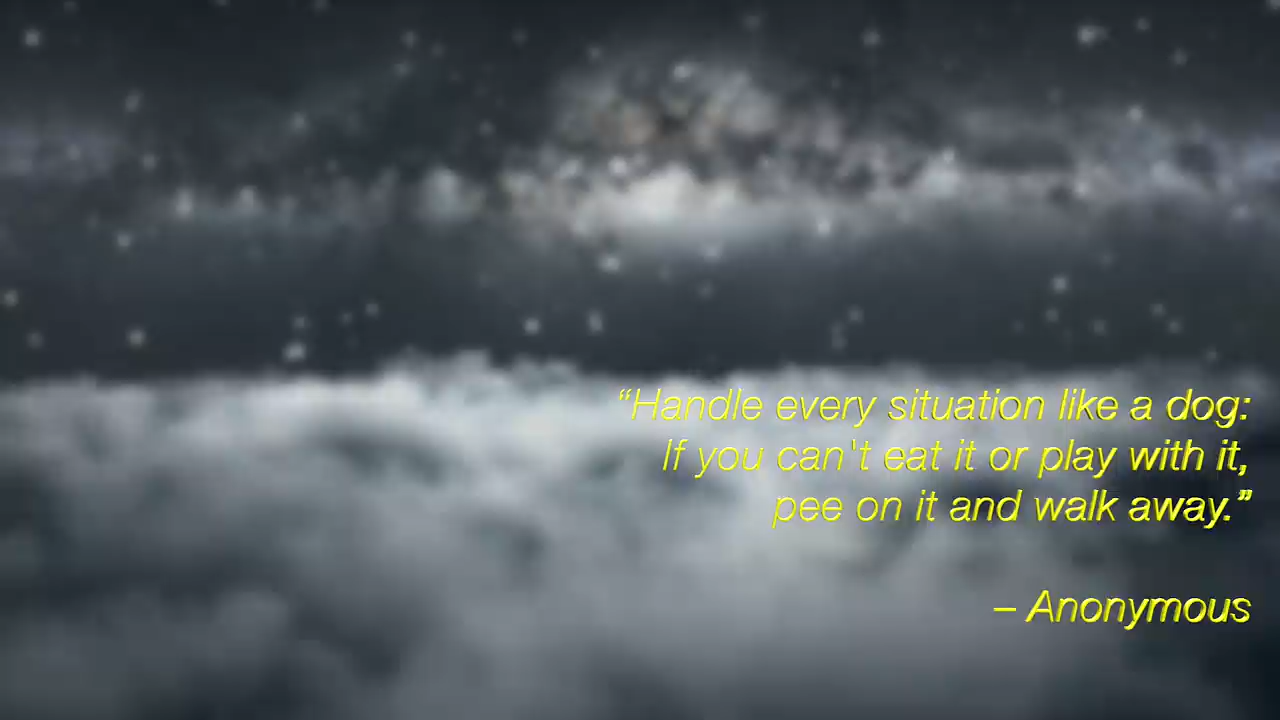 “Handle every situation like a dog:
If you can't eat it or play with it,
pee on it and walk away.”
– Anonymous